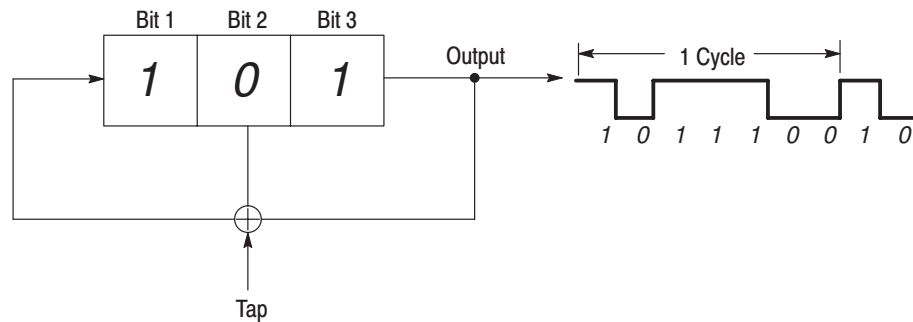 Bit 1 Bit 2 Bit 3
Output
1 Cycle
1 0 1
1 0 1 1 1 0 0 1 0
Tap